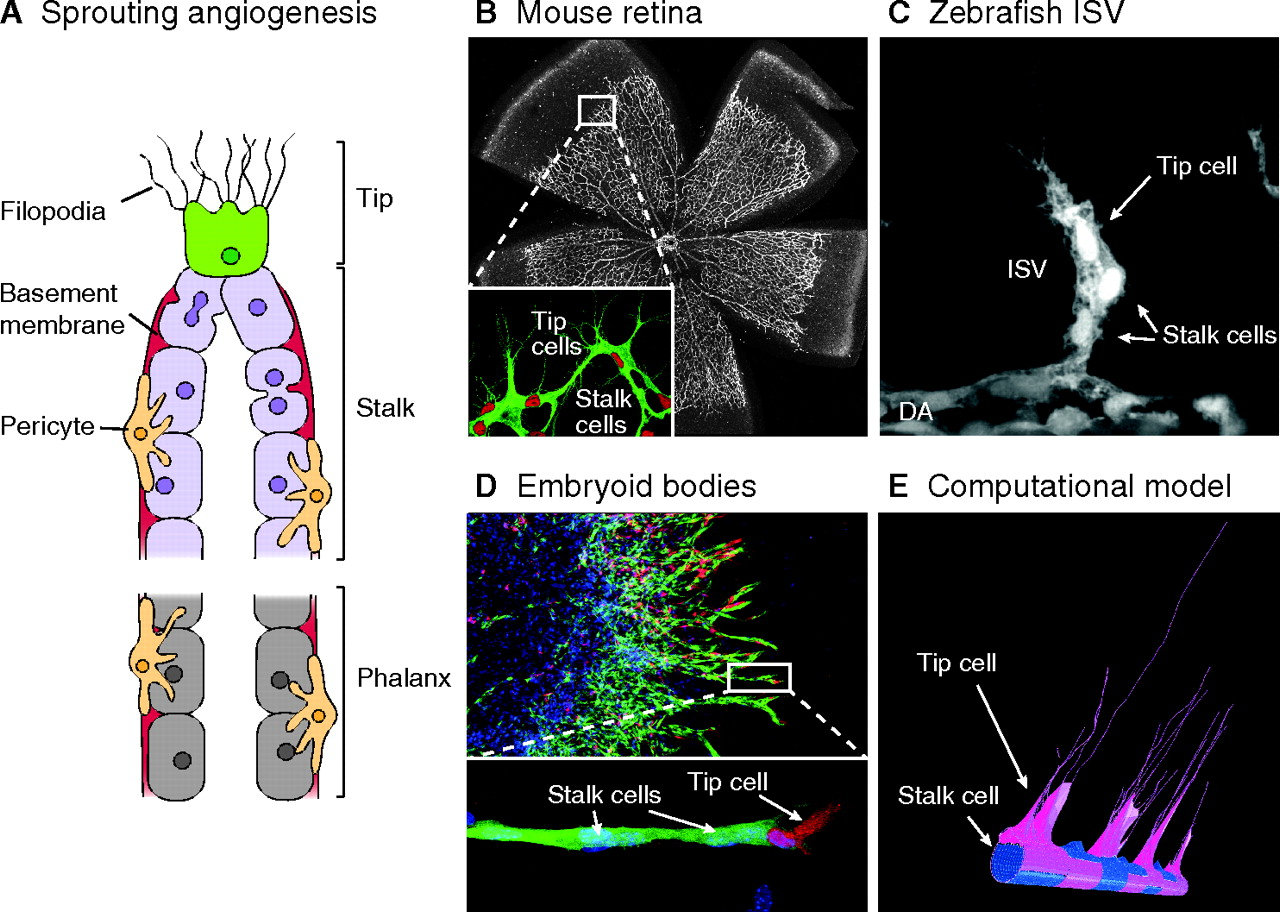 A Sprouting angiogenesis
Filopodia
Basement
membrane
Pericyte
Tip
Stalk
Phalanx
B Mouse retina
Tip
cells
Stalk
cells
C Zebrafish ISV
Tip cell
ISV
Stalk cells
DA
D Embryoid bodies
Stalk cells
Tip cell
E Computational model
Tip cell
Stalk cell